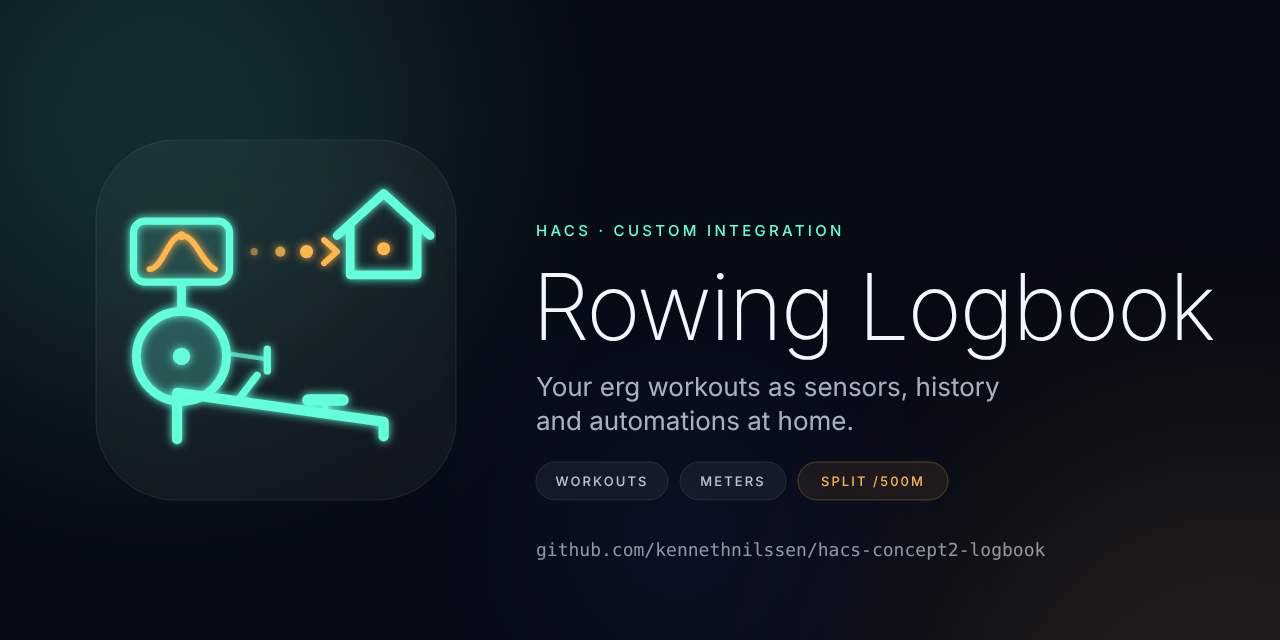 HACS · CUSTOM INTEGRATION
Rowing Logbook
Your erg workouts as sensors, history
and automations at home.
WORKOUTS METERS SPLIT /500M
github.com/kennethnilssen/hacs-concept2-logbook